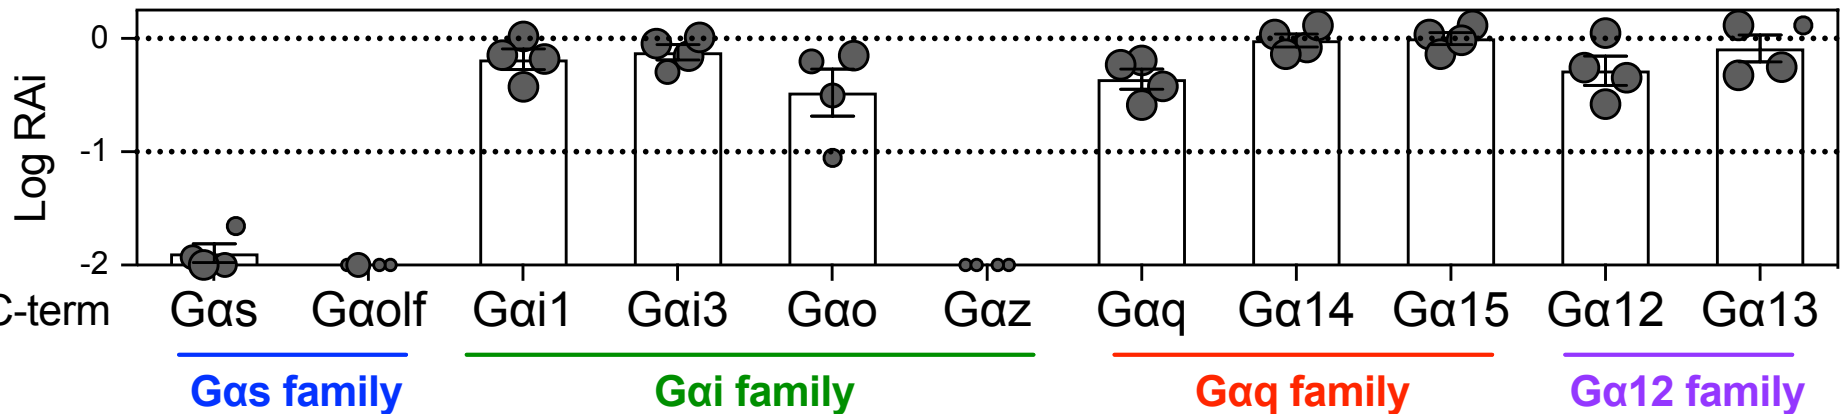 Log RAi
0
-1
-2
C-term Gαs Gαolf Gαi1 Gαi3 Gαo Gαz Gαq Gα14 Gα15 Gα12 Gα13
Gαs family Gαi family Gαq family Gα12 family